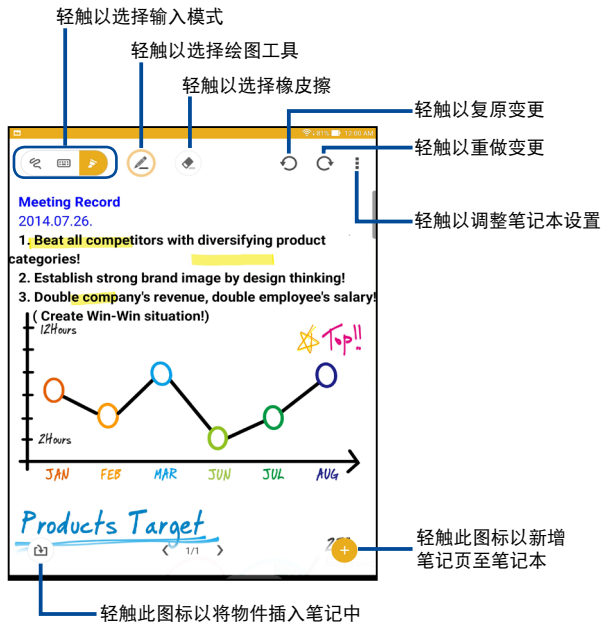 轻触以选择输入模式
轻触以选择绘图工具
轻触以选择橡皮擦
轻触以复原变更
轻触以重做变更
轻触以调整笔记本设置
81% 12:00 AM
Meeting Record
2014.07.26.
1. Beat all competitors with diversifying product
categories!
2. Establish strong brand image by design thinking!
3. Double company's revenue, double employee's salary!
( Create Win-Win situation!)
12Hours
Top!!
2Hours
JAN FEB MAR JUN JUL AUG
Products Target
1/1
轻触此图标以新增
笔记页至笔记本
轻触此图标以将物件插入笔记中